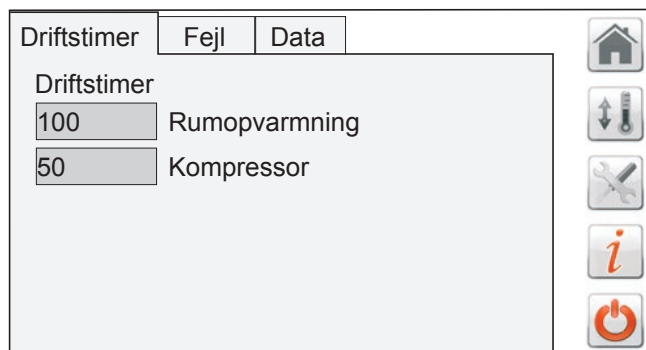 Driftstimer Fejl Data
Driftstimer
100 Rumopvarmning
50 Kompressor